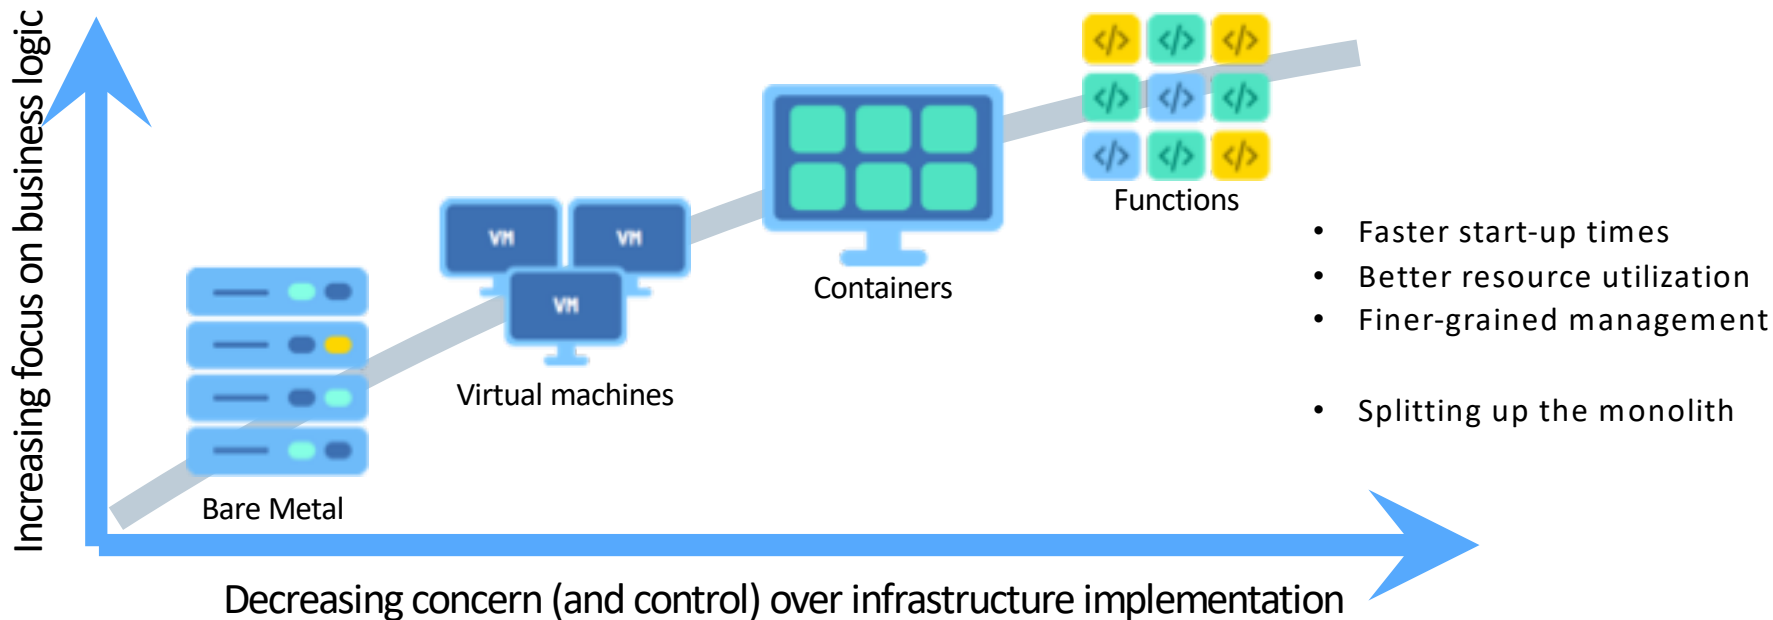 Increasing focus on business logic
</>
</>
</>
</>
</>
</>
</>
</>
</>
Functions
VM
VM
VM
Containers
Virtual machines
Bare Metal
• Faster start-up times
• Better resource utilization
• Finer-grained management
• Splitting up the monolith
Decreasing concern (and control) over infrastructure implementation